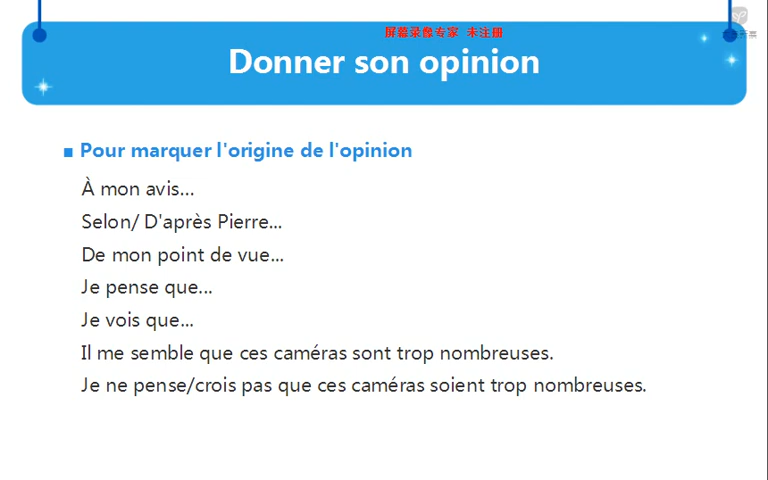 屏幕录像专家 未注册
Donner son opinion
■ Pour marquer l'origine de l'opinion
À mon avis...
Selon/ D'après Pierre...
De mon point de vue...
Je pense que...
Je vois que...
Il me semble que ces caméras sont trop nombreuses.
Je ne pense/crois pas que ces caméras soient trop nombreuses.